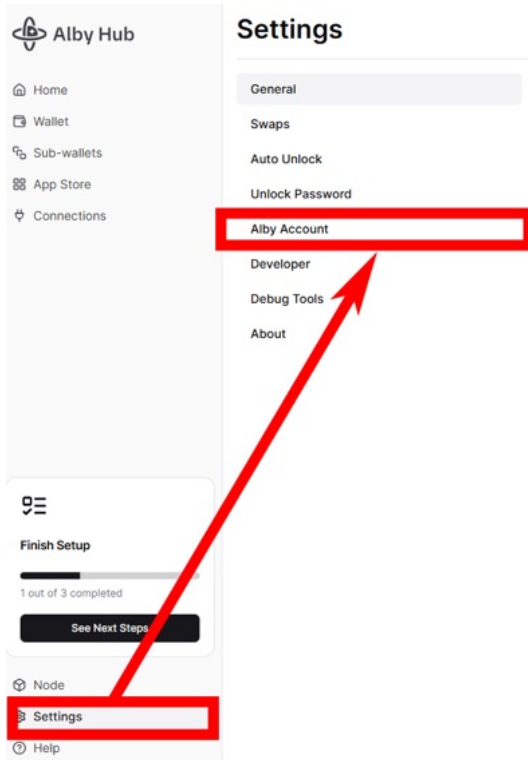 Alby Hub
Home
Wallet
Sub-wallets
App Store
Connections
Finish Setup
1 out of 3 completed
See Next Steps
Node
Settings
Help
Settings
General
Swaps
Auto Unlock
Unlock Password
Alby Account
Developer
Debug Tools
About